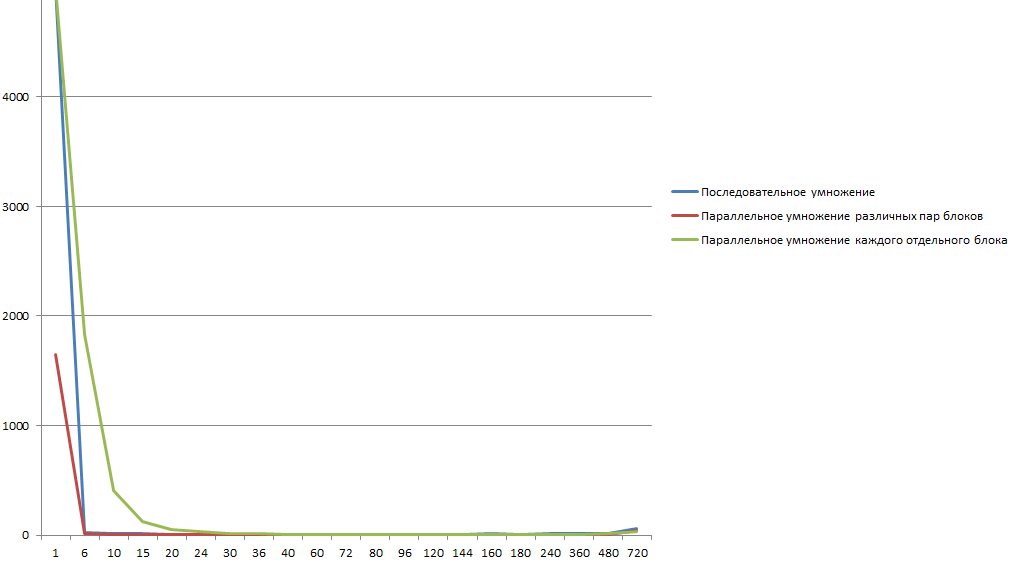 4000
3000
2000
1000
0
1 6 10 15 20 24 30 36 40 60 72 80 96 120 144 160 180 240 360 480 720
Последовательное умножение
Параллельное умножение различных пар блоков
Параллельное умножение каждого отдельного блока